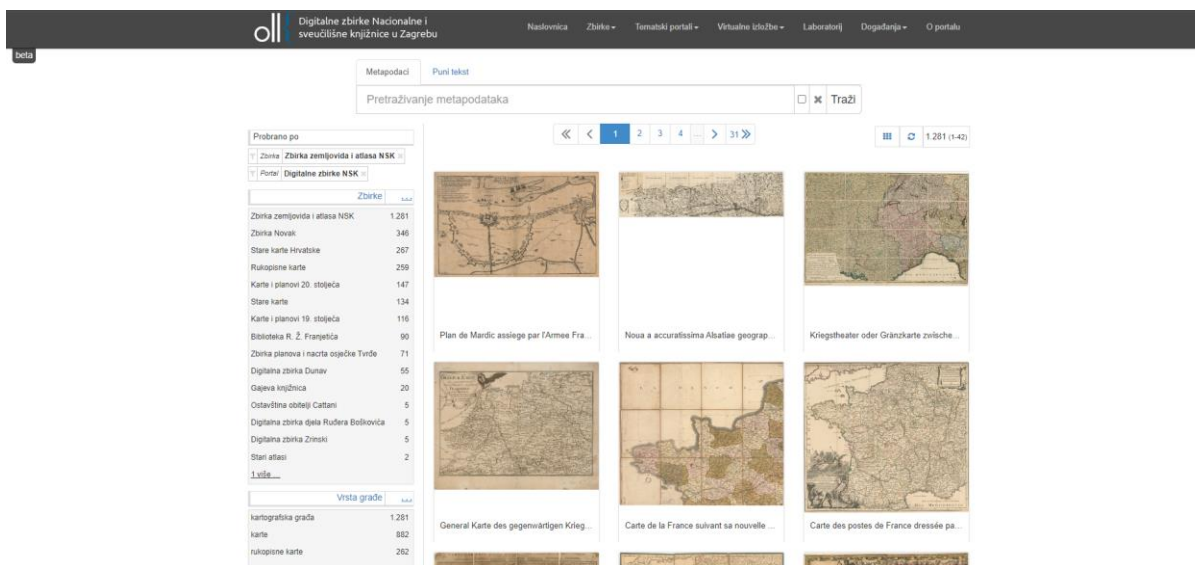 Digitalne zbirke Nacionalne i
sveučilišne knjižnice u Zagrebu
Naslovnica Zbirke Tematski portali Virtualne izložbe Laboratorij Događanja O portalu
beta
Metapodaci Puni tekst
Pretraživanje metapodataka Traži
1 2 3 4 ... 31
1.281 (1-42)
Probrano po
Zbirke Zbirka zemljovida i atlasa NSK
Portal Digitalne zbirke NSK
Zbirke ...
Zbirka zemljovida i atlasa NSK 1.281
Zbirka Novak 346
Stare karte Hrvatske 267
Rukopisne karte 259
Karte i planovi 20. stoljeća 147
Stare karte 134
Karte i planovi 19. stoljeća 116
Biblioteka R. Ž. Franjetića 90
Zbirka planova i nacrta osječke Tvrđe 71
Digitalna zbirka Dunav 55
Gajeva knjižnica 20
Ostavština obitelji Cattani 5
Digitalna zbirka djela Ruđera Boškovića 5
Digitalna zbirka Zrinski 5
Stari atlasi 2
1 više ...
Vrsta građe ...
kartografska građa 1.281
karte 882
rukopisne karte 262
Plan de Mardic assiege par l'Armee Fra...
Noua a accuratissima Alsatiae geograp...
Kriegstheater oder Gränzkarte zwische...
General Karte des gegenwärtigen Krieg...
Carte de la France suivant sa nouvelle ...
Carte des postes de France dressée pa...